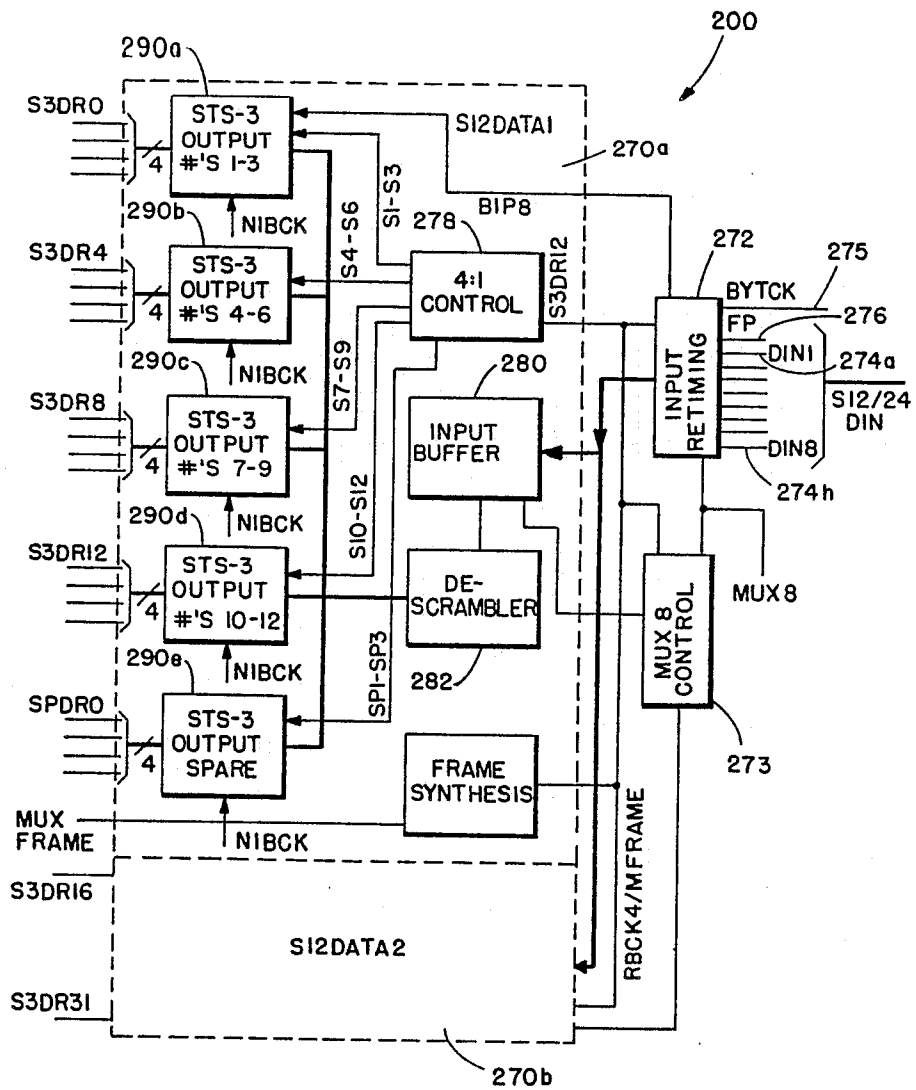 200
290a
S3DR0
4
STS-3
OUTPUT
#'S 1-3
NIBCK
S12DATA1
270a
BIP8
S1-S3
S4-S6
S7-S9
S10-S12
SP1-SP3
290b
S3DR4
4
STS-3
OUTPUT
#'S 4-6
NIBCK
278
4:1
CONTROL
S3DR12
272
INPUT
RETIMING
BYTCK
275
FP
276
DIN1
274a
S12/24
DIN
DIN8
274h
290c
S3DR8
4
STS-3
OUTPUT
#'S 7-9
NIBCK
280
INPUT
BUFFER
290d
S3DR12
4
STS-3
OUTPUT
#'S 10-12
NIBCK
DE-
SCRAMBLER
282
MUX 8
CONTROL
MUX8
273
290e
SPDR0
4
STS-3
OUTPUT
SPARE
NIBCK
FRAME
SYNTHESIS
MUX
FRAME
RBCK4/MFRAME
S3DR16
S12DATA2
S3DR31
270b